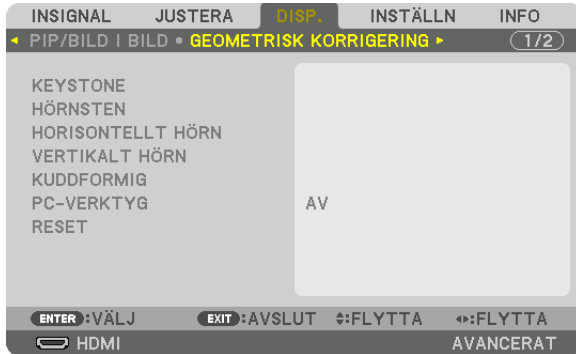 INSIGNAL JUSTERA DISP. INSTÄLLN INFO
◂ PIP/BILD I BILD • GEOMETRISK KORRIGERING ▸ 1/2
KEYSTONE
HÖRNSTEN
HORISONTELLT HÖRN
VERTIKALT HÖRN
KUDDFORMIG
PC-VERKTYG AV
RESET
ENTER :VÄLJ EXIT :AVSLUT :FLYTTA :FLYTTA
HDMI AVANCERAT